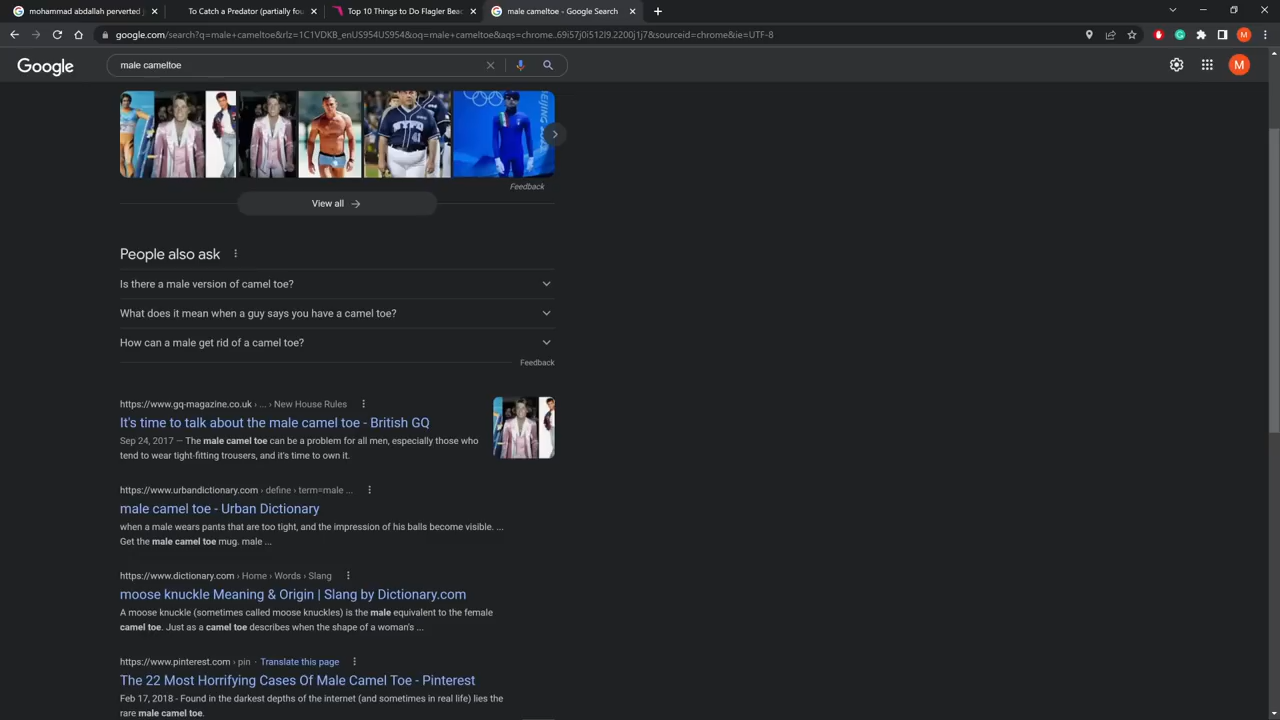 mohammad abdallah perverted j
To Catch a Predator (partially fou
Top 10 Things to Do Flagler Bea
male cameltoe - Google Search
google.com/search?q=male+cameltoe&rlz=1C1VDKB_enUS954US954&oq=male+cameltoe&aqs=chrome..69i57j0i512l9.2200j1j7&sourceid=chrome&ie=UTF-8
M
Google
male cameltoe
M
BEIJING 202
NYPD
41
Feedback
View all
People also ask
Is there a male version of camel toe?
What does it mean when a guy says you have a camel toe?
How can a male get rid of a camel toe?
Feedback
https://www.gq-magazine.co.uk › ... › New House Rules
It's time to talk about the male camel toe - British GQ
Sep 24, 2017 — The male camel toe can be a problem for all men, especially those who
tend to wear tight-fitting trousers, and it's time to own it.
https://www.urbandictionary.com › define › term=male ...
male camel toe - Urban Dictionary
when a male wears pants that are too tight, and the impression of his balls become visible. ...
Get the male camel toe mug. male ...
https://www.dictionary.com › Home › Words › Slang
moose knuckle Meaning & Origin | Slang by Dictionary.com
A moose knuckle (sometimes called moose knuckles) is the male equivalent to the female
camel toe. Just as a camel toe describes when the shape of a woman's ...
https://www.pinterest.com › pin · Translate this page
The 22 Most Horrifying Cases Of Male Camel Toe - Pinterest
Feb 17, 2018 - Found in the darkest depths of the internet (and sometimes in real life) lies the
rare male camel toe.